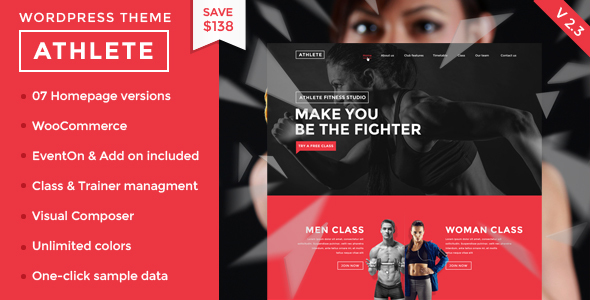 WORDPRESS THEME
ATHLETE
07 Homepage versions
WooCommerce
EventOn & Add on included
Class & Trainer managment
Visual Composer
Unlimited colors
One-click sample data
SAVE
$138
V 2.3
ATHLETE
Home About us Club features Timetable Class Our team Contact us
ATHLETE FITNESS STUDIO
MAKE YOU
BE THE FIGHTER
TRY A FREE CLASS
MEN CLASS
JOIN NOW
WOMAN CLASS
JOIN NOW